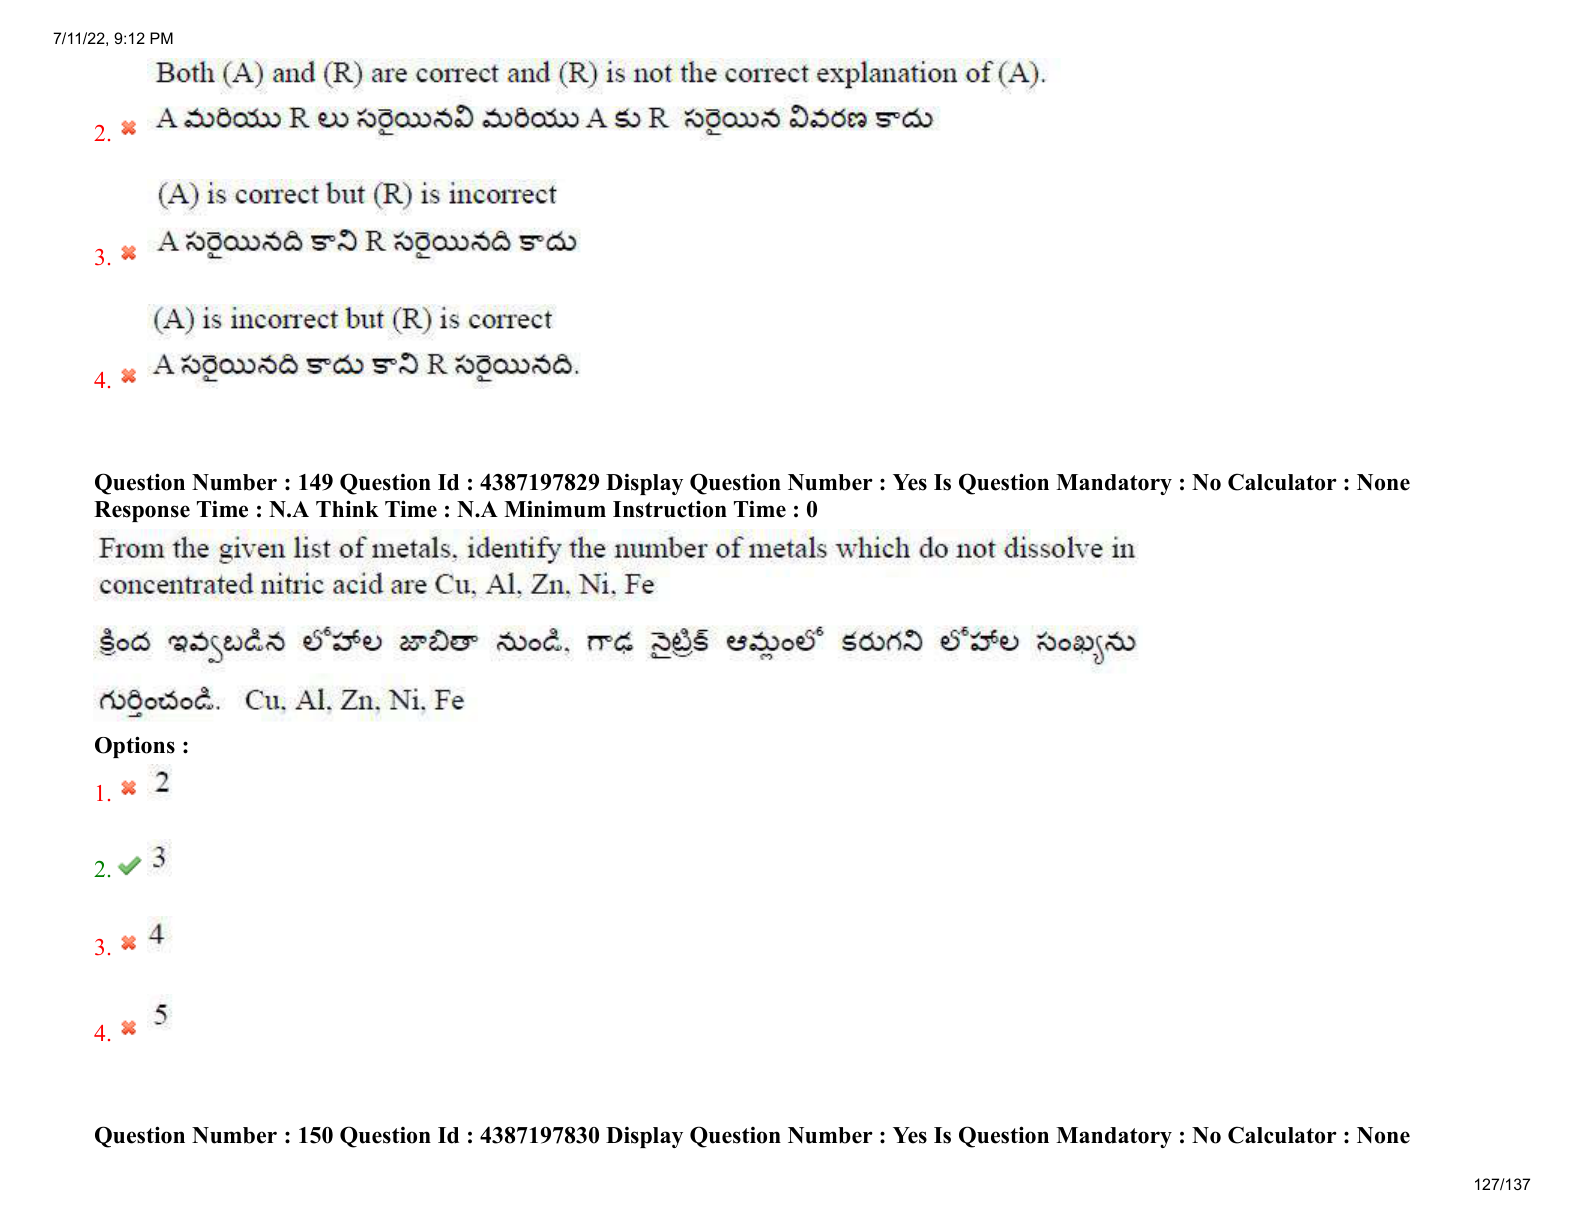 7/11/22, 9:12 PM
Both (A) and (R) are correct and (R) is not the correct explanation of (A).
2. A మరియు R లు సరైయినవి మరియు A కు R సరైయిన వివరణ కాదు
(A) is correct but (R) is incorrect
3. A సరైయినది కాని R సరైయినది కాదు
(A) is incorrect but (R) is correct
4. A సరైయినది కాదు కాని R సరైయినది.
Question Number : 149 Question Id : 4387197829 Display Question Number : Yes Is Question Mandatory : No Calculator : None
Response Time : N.A Think Time : N.A Minimum Instruction Time : 0
From the given list of metals, identify the number of metals which do not dissolve in
concentrated nitric acid are Cu, Al, Zn, Ni, Fe
క్రింద ఇవ్వబడిన లోహాల జాబితా నుండి, గాఢ నైట్రిక్ ఆమ్లంలో కరుగని లోహాల సంఖ్యను
గుర్తించండి. Cu, Al, Zn, Ni, Fe
Options :
1. 2
2. 3
3. 4
4. 5
Question Number : 150 Question Id : 4387197830 Display Question Number : Yes Is Question Mandatory : No Calculator : None
127/137